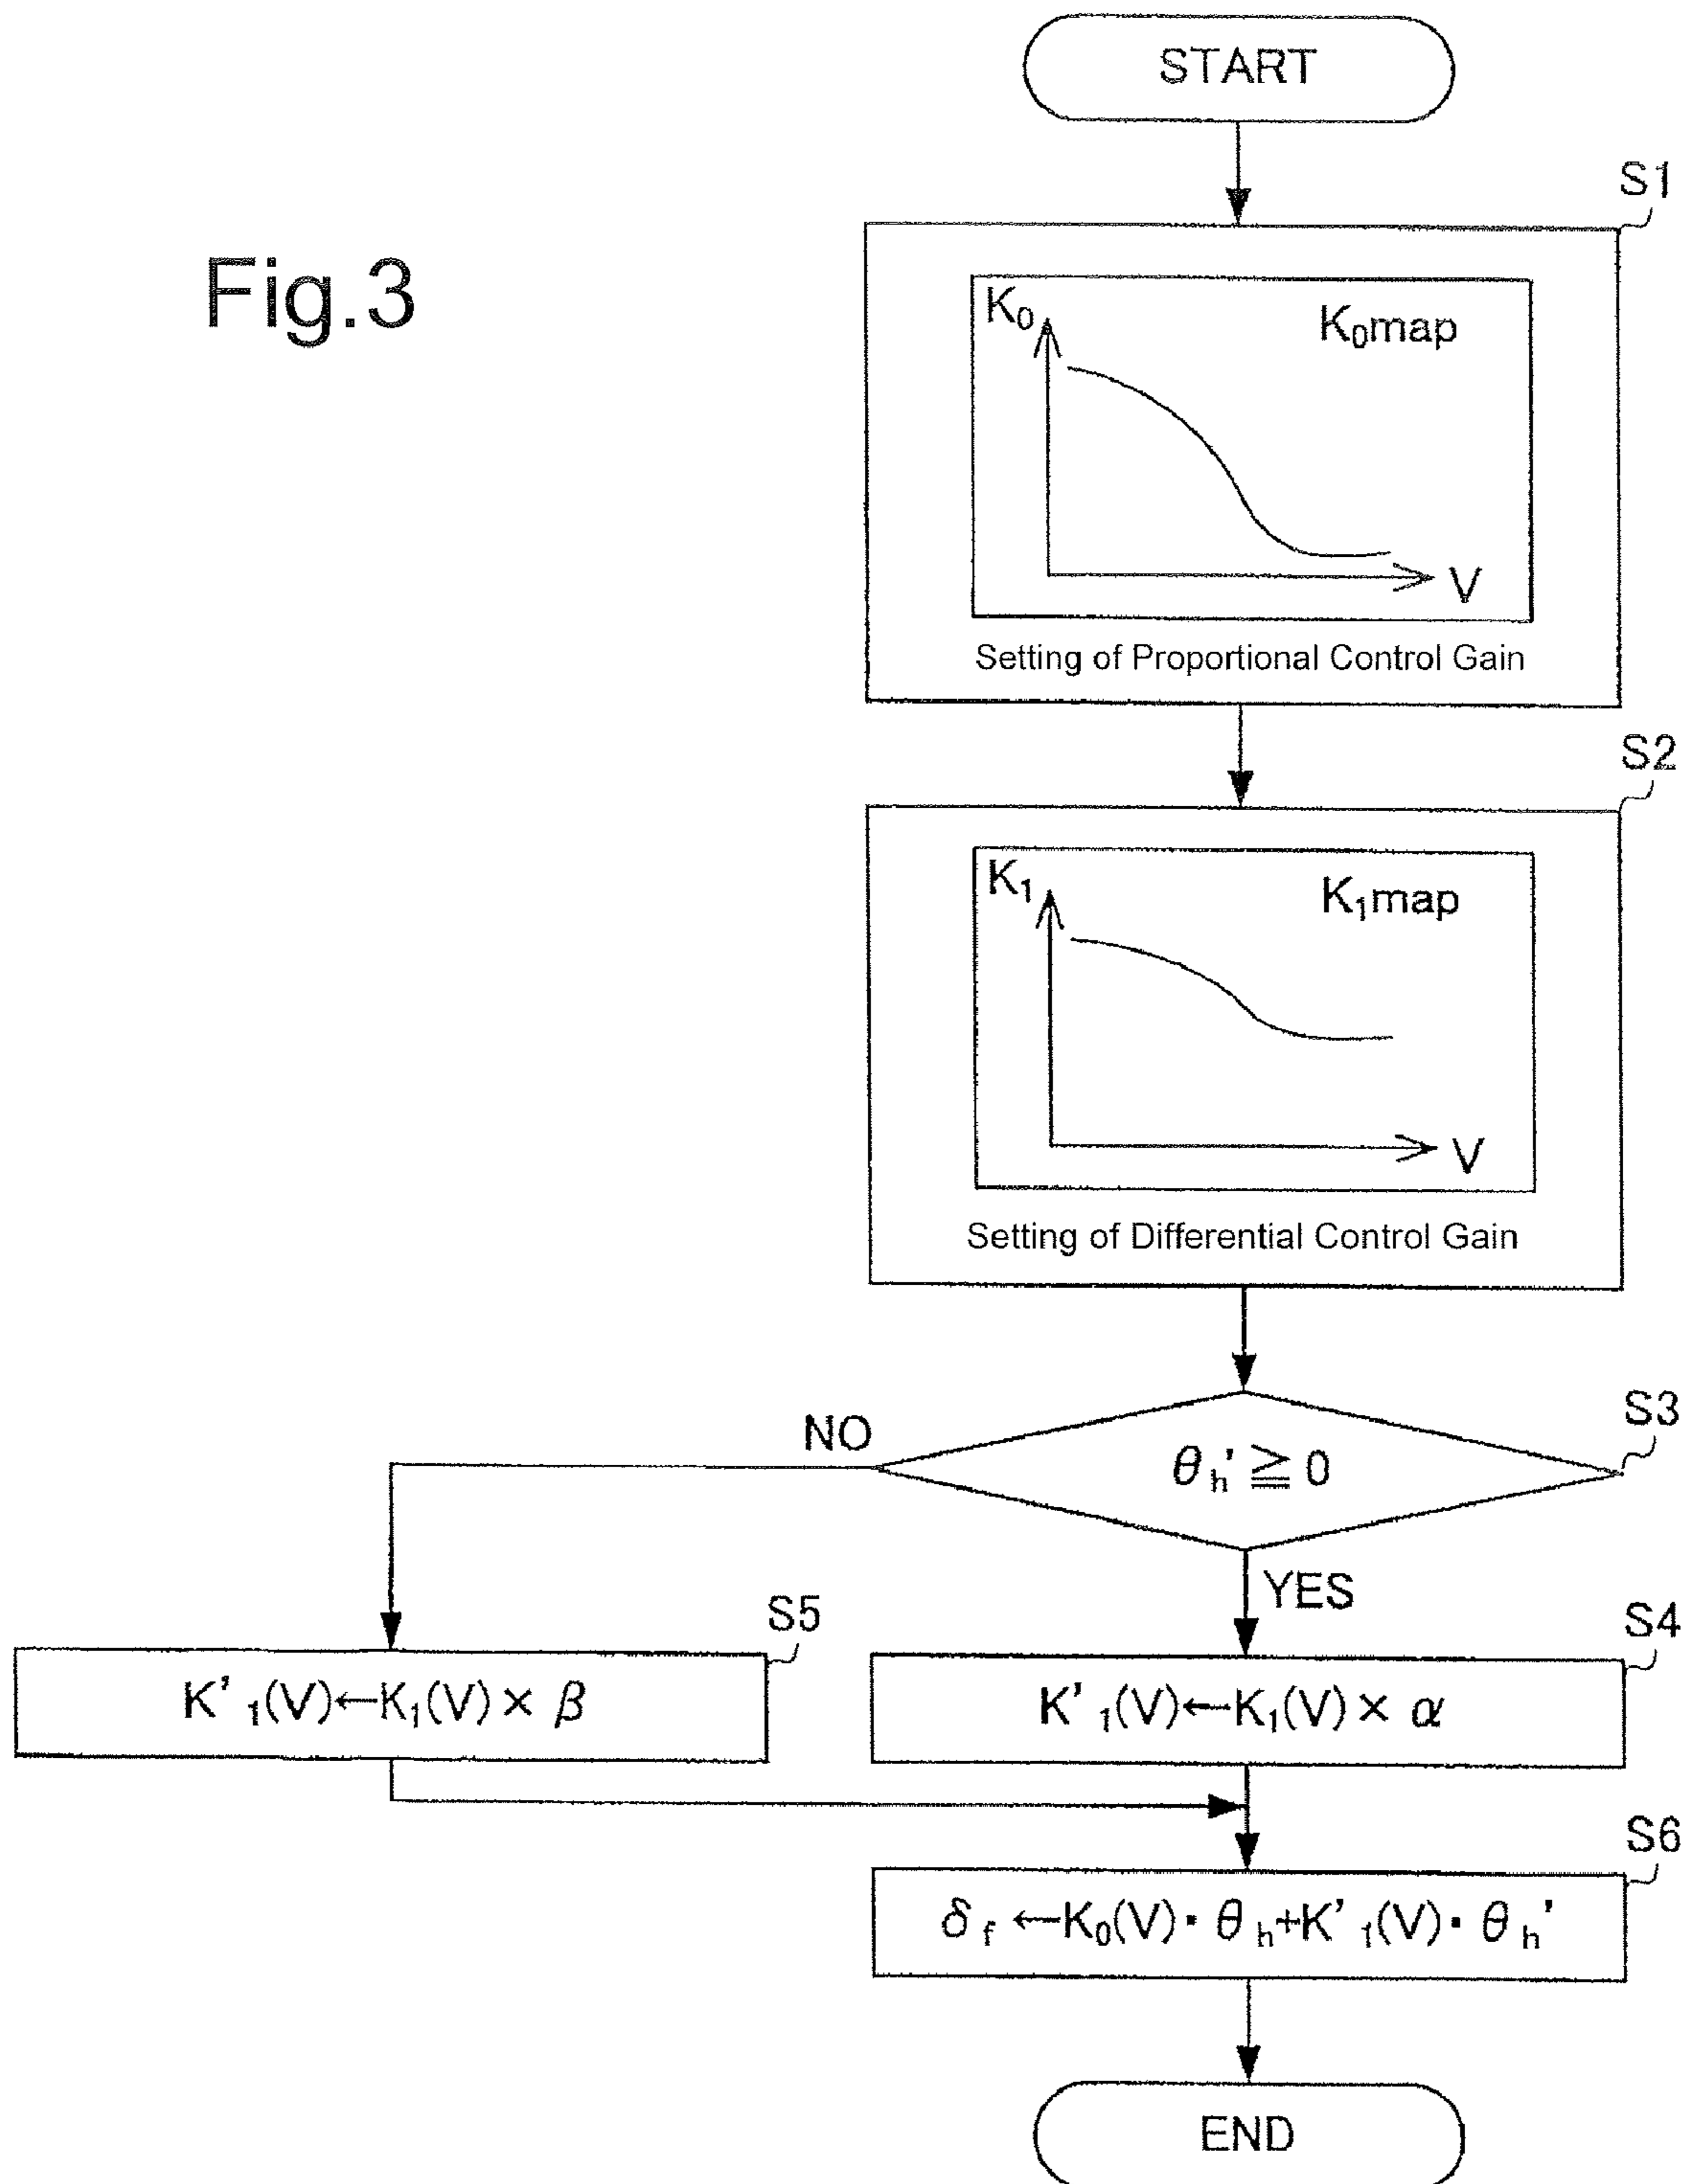 START
S1
Fig.3
K₀
K₀map
V
Setting of Proportional Control Gain
S2
K₁
K₁map
V
Setting of Differential Control Gain
S3
NO
θₕ' ≧ 0
YES
S5
S4
K'₁(V)←K₁(V) × β
K'₁(V)←K₁(V) × α
S6
δ_f ←K₀(V)・θₕ+K'₁(V)・θₕ'
END